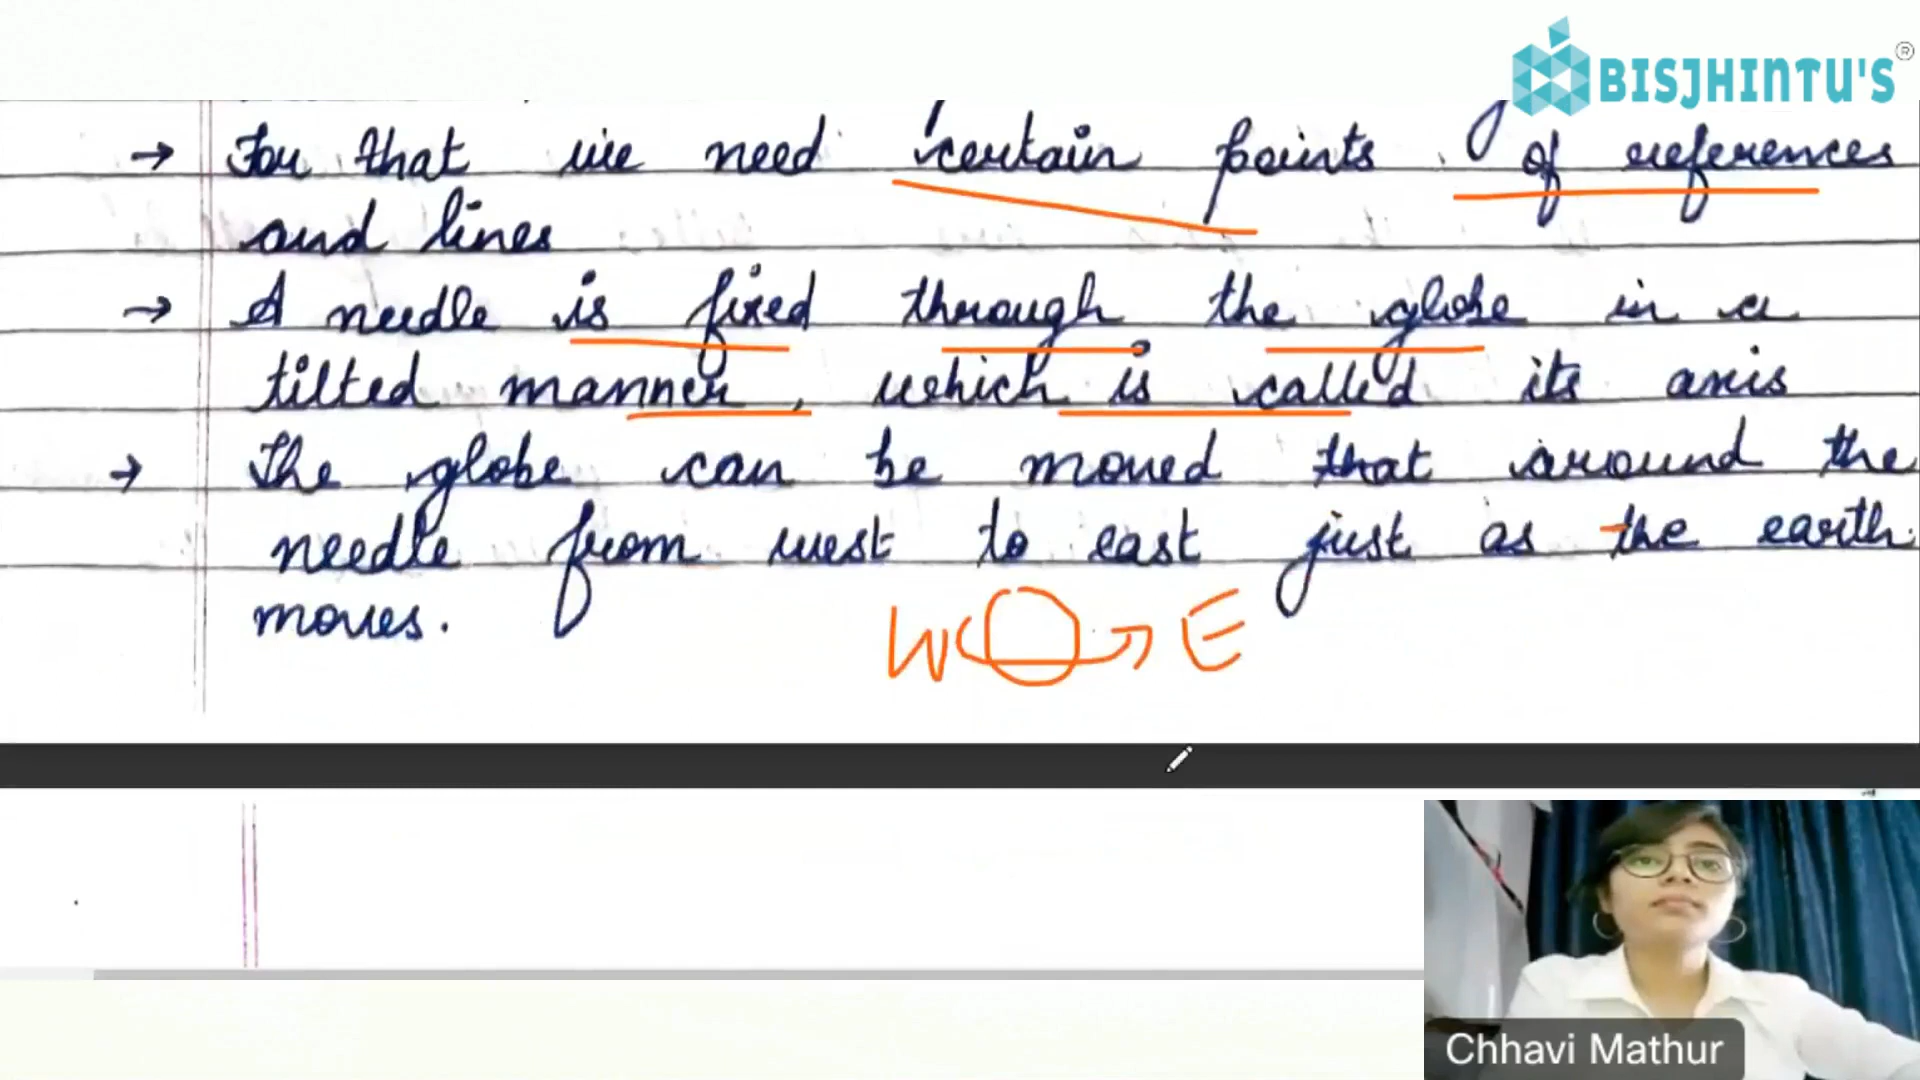 BISJHINTU'S ®
→ For that we need certain points of references
and lines
→ A needle is fixed through the globe in a
tilted manner, which is called its axis
→ The globe can be moved that around the
needle from west to east just as the earth
moves.
W E
Chhavi Mathur